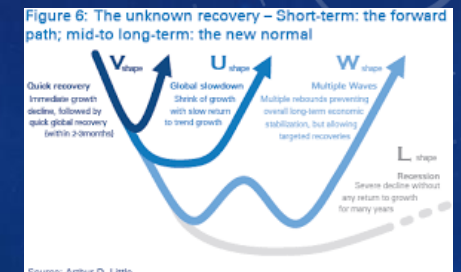 Figure 6: The unknown recovery – Short-term: the forward
path; mid-to long-term: the new normal
V shape
Quick recovery
Immediate growth
decline, followed by
quick global recovery
(within 2-3months)
U shape
Global slowdown
Shrink of growth
with slow return
to trend growth
W shape
Multiple Waves
Multiple rebounds preventing
overall long-term economic
stabilization, but allowing
targeted recoveries
L shape
Recession
Severe decline without
any return to growth
for many years
Source: Arthur D. Little